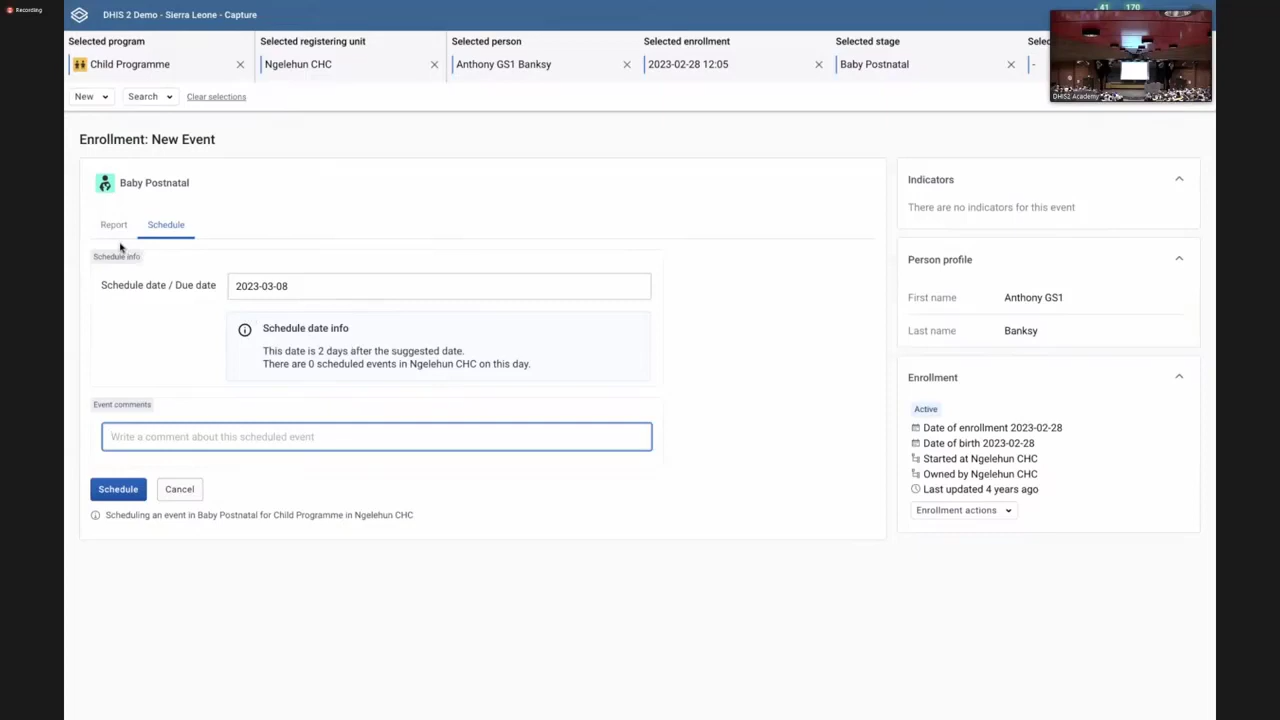 Recording
DHIS 2 Demo - Sierra Leone - Capture
41 170
Selected program
Selected registering unit
Selected person
Selected enrollment
Selected stage
Selec
Child Programme
Ngelehun CHC
Anthony GS1 Banksy
2023-02-28 12:05
Baby Postnatal
-
DHIS2 Academy
New
Search
Clear selections
Enrollment: New Event
Baby Postnatal
Report
Schedule
Schedule info
Schedule date / Due date
2023-03-08
Schedule date info
This date is 2 days after the suggested date.
There are 0 scheduled events in Ngelehun CHC on this day.
Event comments
Write a comment about this scheduled event
Schedule
Cancel
Scheduling an event in Baby Postnatal for Child Programme in Ngelehun CHC
Indicators
There are no indicators for this event
Person profile
First name Anthony GS1
Last name Banksy
Enrollment
Active
Date of enrollment 2023-02-28
Date of birth 2023-02-28
Started at Ngelehun CHC
Owned by Ngelehun CHC
Last updated 4 years ago
Enrollment actions